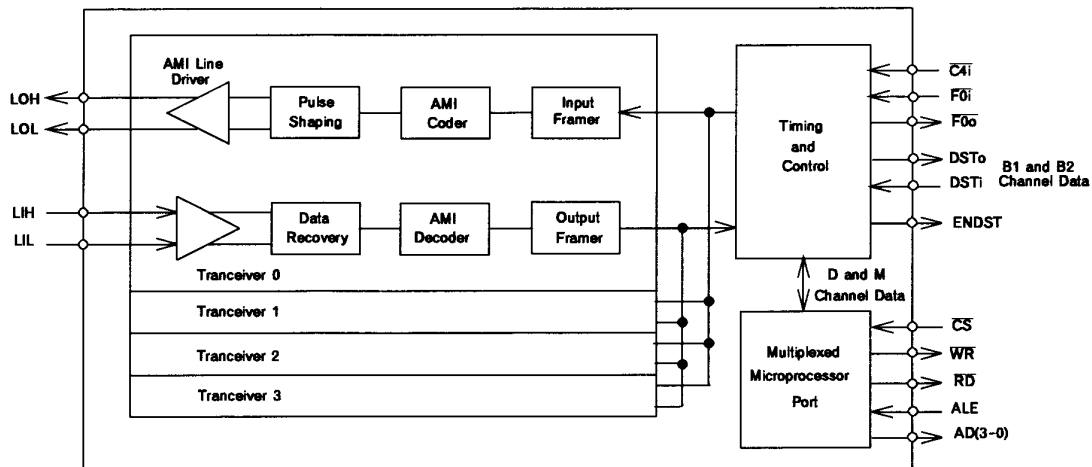 AMI Line
Driver
LOH
LOL
Pulse
Shaping
AMI
Coder
Input
Framer
LIH
LIL
Data
Recovery
AMI
Decoder
Output
Framer
Tranceiver 0
Tranceiver 1
Tranceiver 2
Tranceiver 3
Timing
and
Control
C4i
F0i
F0o
DSTo
DSTi
B1 and B2
Channel Data
ENDST
D and M
Channel Data
Multiplexed
Microprocessor
Port
CS
WR
RD
ALE
AD(3-0)